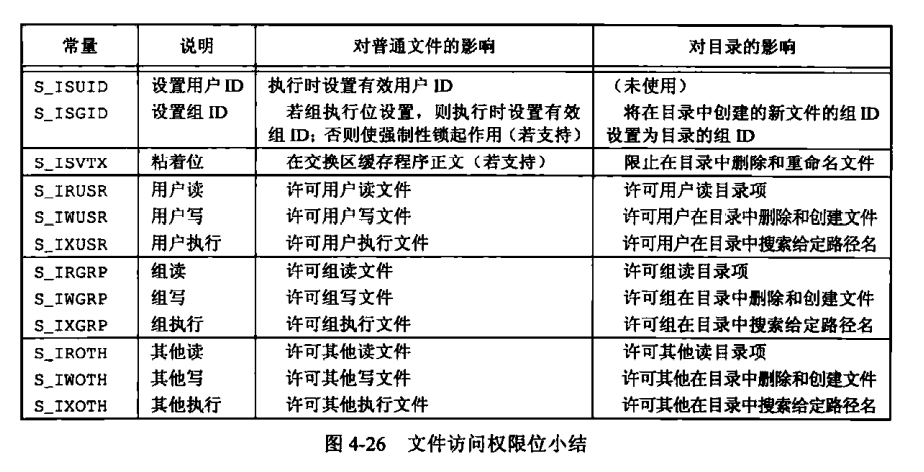 常量 说明 对普通文件的影响 对目录的影响
S_ISUID 设置用户 ID 执行时设置有效用户 ID （未使用）
S_ISGID 设置组 ID 若组执行位设置，则执行时设置有效 将在目录中创建的新文件的组 ID
组 ID；否则使强制性锁起作用（若支持） 设置为目录的组 ID
S_ISVTX 粘着位 在交换区缓存程序正文（若支持） 限止在目录中删除和重命名文件
S_IRUSR 用户读 许可用户读文件 许可用户读目录项
S_IWUSR 用户写 许可用户写文件 许可用户在目录中删除和创建文件
S_IXUSR 用户执行 许可用户执行文件 许可用户在目录中搜索给定路径名
S_IRGRP 组读 许可组读文件 许可组读目录项
S_IWGRP 组写 许可组写文件 许可组在目录中删除和创建文件
S_IXGRP 组执行 许可组执行文件 许可组在目录中搜索给定路径名
S_IROTH 其他读 许可其他读文件 许可其他读目录项
S_IWOTH 其他写 许可其他写文件 许可其他在目录中删除和创建文件
S_IXOTH 其他执行 许可其他执行文件 许可其他在目录中搜索给定路径名
图 4-26 文件访问权限位小结